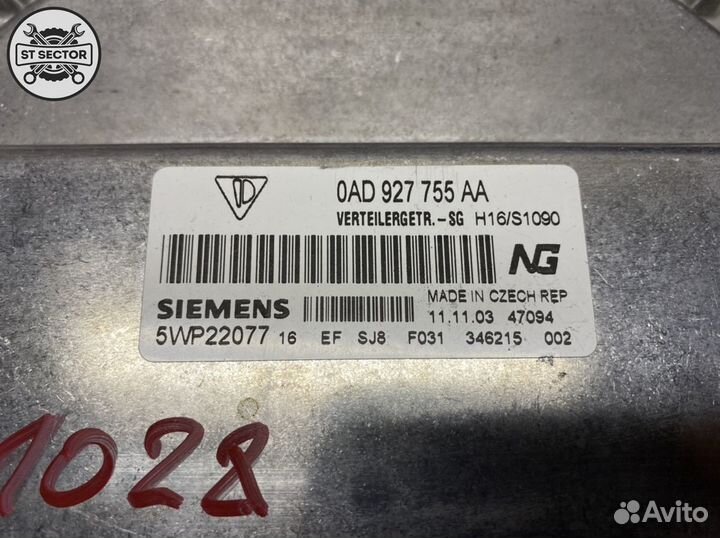 ST SECTOR
0AD 927 755 AA
VERTEILERGETR.-SG H16/S1090
NG
MADE IN CZECH REP
SIEMENS
11.11.03 47094
5WP22077 16 EF SJ8 F031 346215 002
1028
Avito